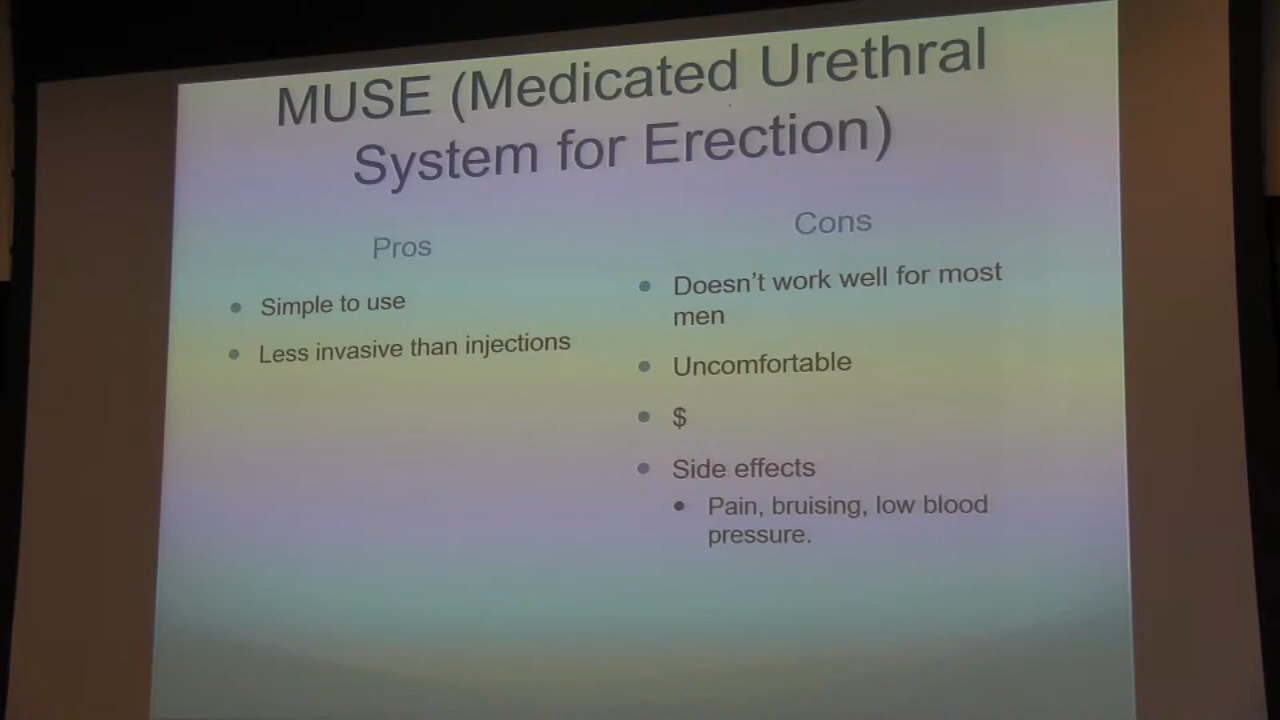 MUSE (Medicated Urethral
System for Erection)
Pros
• Simple to use
• Less invasive than injections
Cons
• Doesn't work well for most
men
• Uncomfortable
• $
• Side effects
• Pain, bruising, low blood
pressure.